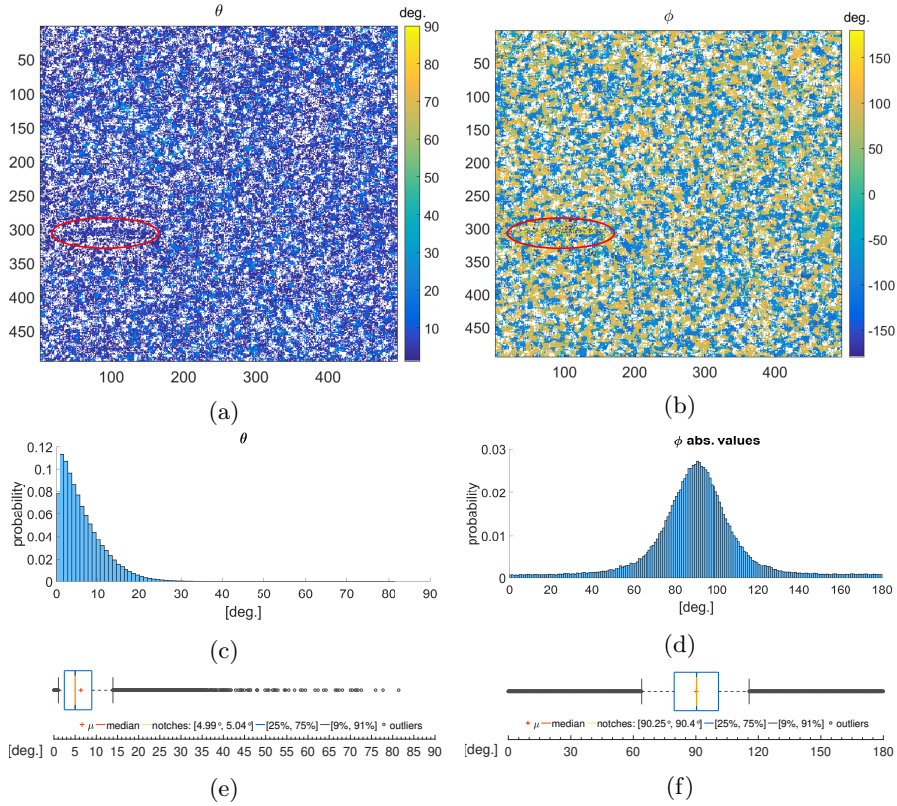 θ
deg.
50
100
150
200
250
300
350
400
450
100
200
300
400
90
80
70
60
50
40
30
20
10
(a)
ϕ
deg.
50
100
150
200
250
300
350
400
450
100
200
300
400
150
100
50
0
-50
-100
-150
(b)
θ
probability
0.12
0.1
0.08
0.06
0.04
0.02
0
0 10 20 30 40 50 60 70 80 90
[deg.]
(c)
ϕ abs. values
probability
0.03
0.02
0.01
0
0 20 40 60 80 100 120 140 160 180
[deg.]
(d)
+ μ — median — notches: [4.99°, 5.04°] — [25%, 75%] — [9%, 91%] ∘ outliers
[deg.] 0 5 10 15 20 25 30 35 40 45 50 55 60 65 70 75 80 85 90
(e)
+ μ — median — notches: [90.25°, 90.4°] — [25%, 75%] — [9%, 91%] ∘ outliers
[deg.] 0 30 60 90 120 150 180
(f)